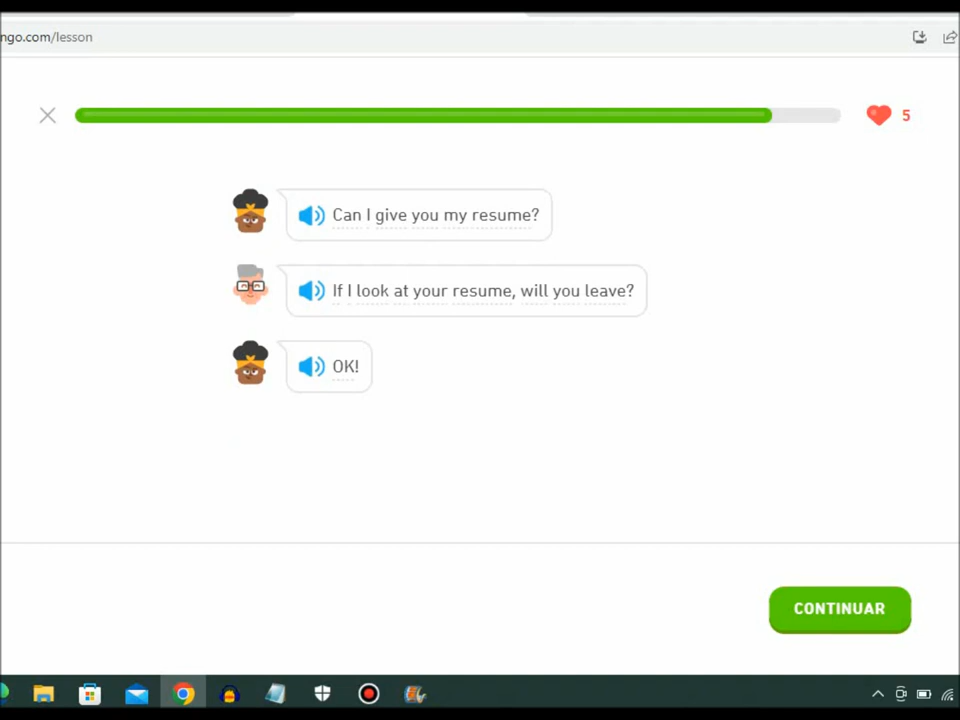 ngo.com/lesson
5
Can I give you my resume?
If I look at your resume, will you leave?
OK!
CONTINUAR